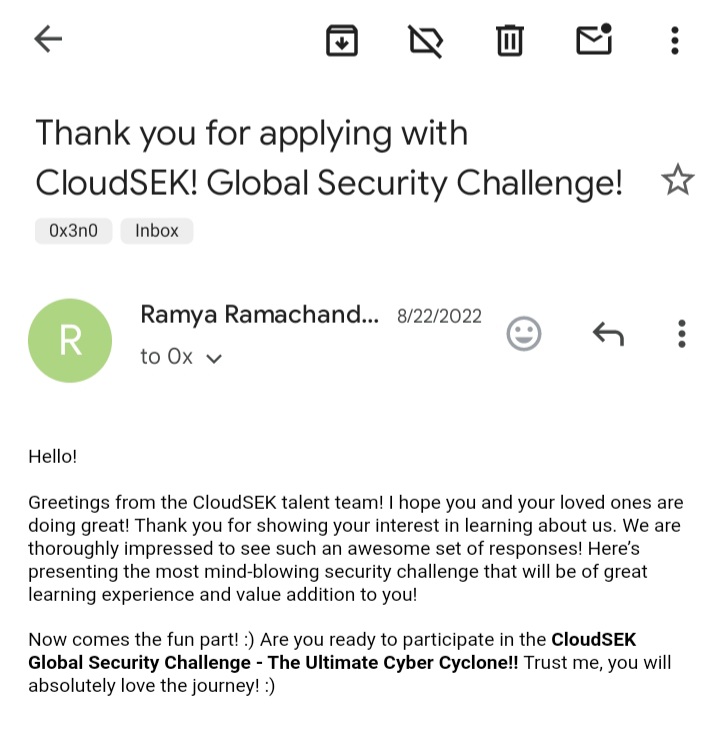 Thank you for applying with
CloudSEK! Global Security Challenge!
0x3n0 Inbox
Ramya Ramachand... 8/22/2022
to 0x
R
Hello!
Greetings from the CloudSEK talent team! I hope you and your loved ones are
doing great! Thank you for showing your interest in learning about us. We are
thoroughly impressed to see such an awesome set of responses! Here’s
presenting the most mind-blowing security challenge that will be of great
learning experience and value addition to you!
Now comes the fun part! :) Are you ready to participate in the CloudSEK
Global Security Challenge - The Ultimate Cyber Cyclone!! Trust me, you will
absolutely love the journey! :)